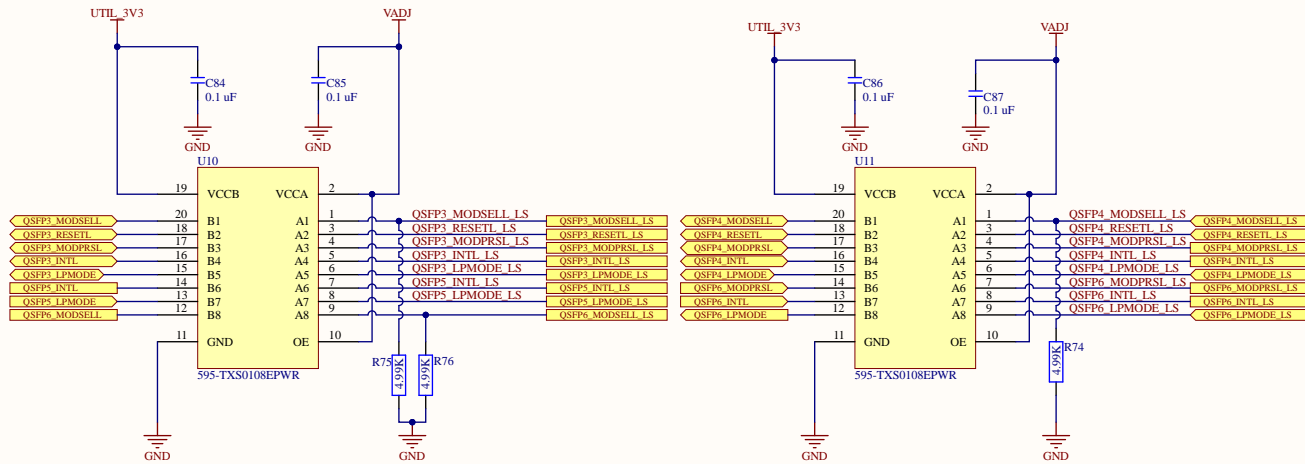 UTIL_3V3
VADJ
C84
0.1 uF
C85
0.1 uF
GND
GND
U10
19 VCCB VCCA 2
QSFP3_MODSELL 20 B1 A1 1 QSFP3_MODSELL_LS QSFP3_MODSELL_LS
QSFP3_RESETL 18 B2 A2 3 QSFP3_RESETL_LS QSFP3_RESETL_LS
QSFP3_MODPRSL 17 B3 A3 4 QSFP3_MODPRSL_LS QSFP3_MODPRSL_LS
QSFP3_INTL 16 B4 A4 5 QSFP3_INTL_LS QSFP3_INTL_LS
QSFP3_LPMODE 15 B5 A5 6 QSFP3_LPMODE_LS QSFP3_LPMODE_LS
QSFP5_INTL 14 B6 A6 7 QSFP5_INTL_LS QSFP5_INTL_LS
QSFP5_LPMODE 13 B7 A7 8 QSFP5_LPMODE_LS QSFP5_LPMODE_LS
QSFP6_MODSELL 12 B8 A8 9 QSFP6_MODSELL_LS
11 GND OE 10
595-TXS0108EPWR
R75
4.99K
4.99K
R76
GND
GND
UTIL_3V3
VADJ
C86
0.1 uF
C87
0.1 uF
GND
GND
U11
19 VCCB VCCA 2
QSFP4_MODSELL 20 B1 A1 1 QSFP4_MODSELL_LS QSFP4_MODSELL_LS
QSFP4_RESETL 18 B2 A2 3 QSFP4_RESETL_LS QSFP4_RESETL_LS
QSFP4_MODPRSL 17 B3 A3 4 QSFP4_MODPRSL_LS QSFP4_MODPRSL_LS
QSFP4_INTL 16 B4 A4 5 QSFP4_INTL_LS QSFP4_INTL_LS
QSFP4_LPMODE 15 B5 A5 6 QSFP4_LPMODE_LS QSFP4_LPMODE_LS
QSFP6_MODPRSL 14 B6 A6 7 QSFP6_MODPRSL_LS QSFP6_MODPRSL_LS
QSFP6_INTL 13 B7 A7 8 QSFP6_INTL_LS QSFP6_INTL_LS
QSFP6_LPMODE 12 B8 A8 9 QSFP6_LPMODE_LS QSFP6_LPMODE_LS
11 GND OE 10
595-TXS0108EPWR
4.99K
R74
GND
GND